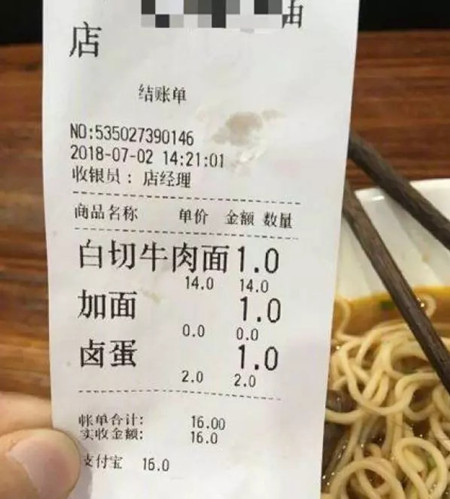 店
结账单
NO:535027390146
2018-07-02 14:21:01
收银员: 店经理
商品名称 单价 金额 数量
白切牛肉面 1.0
14.0 14.0
加面 1.0
0.0 0.0
卤蛋 1.0
2.0 2.0
帐单合计: 16.00
实收金额: 16.0
支付宝 16.0